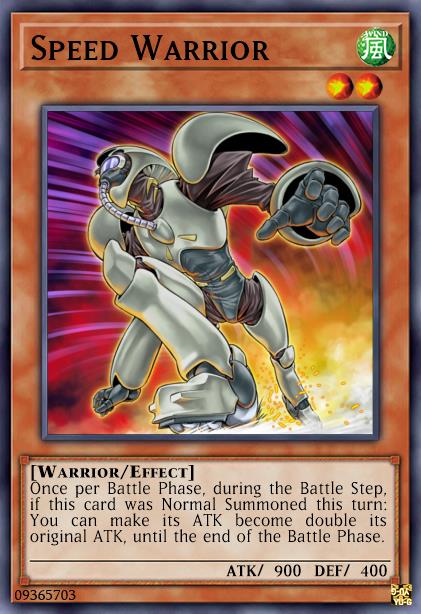 Speed Warrior
WIND
風
[Warrior/Effect]
Once per Battle Phase, during the Battle Step,
if this card was Normal Summoned this turn:
You can make its ATK become double its
original ATK, until the end of the Battle Phase.
ATK/ 900 DEF/ 400
09365703